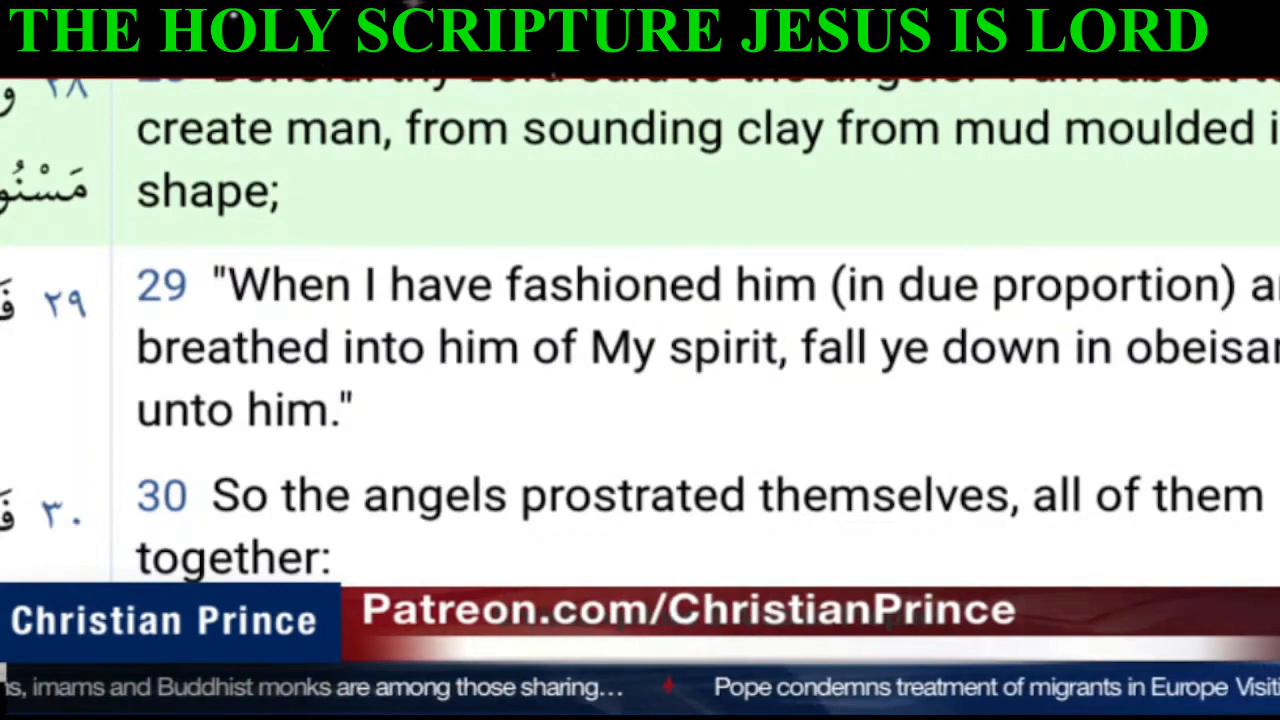 THE HOLY SCRIPTURE JESUS IS LORD
٢٨ و
create man, from sounding clay from mud moulded
مَسْنُو
shape;
29 "When I have fashioned him (in due proportion)
٢٩ فَ
breathed into him of My spirit, fall ye down in
unto him."
30 So the angels prostrated themselves, all of them
٣٠ فَ
together:
Christian Prince
Patreon.com/ChristianPrince
imams and Buddhist monks are among those sharing... Pope condemns treatment of migrants in Europe